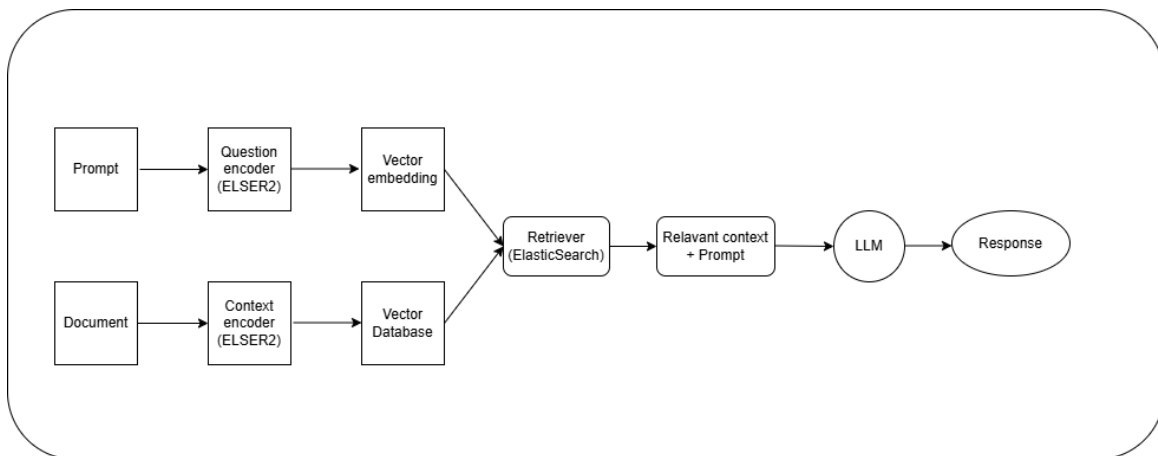 Prompt
Question
encoder
(ELSER2)
Vector
embedding
Retriever
(ElasticSearch)
Relavant context
+ Prompt
LLM
Response
Document
Context
encoder
(ELSER2)
Vector
Database